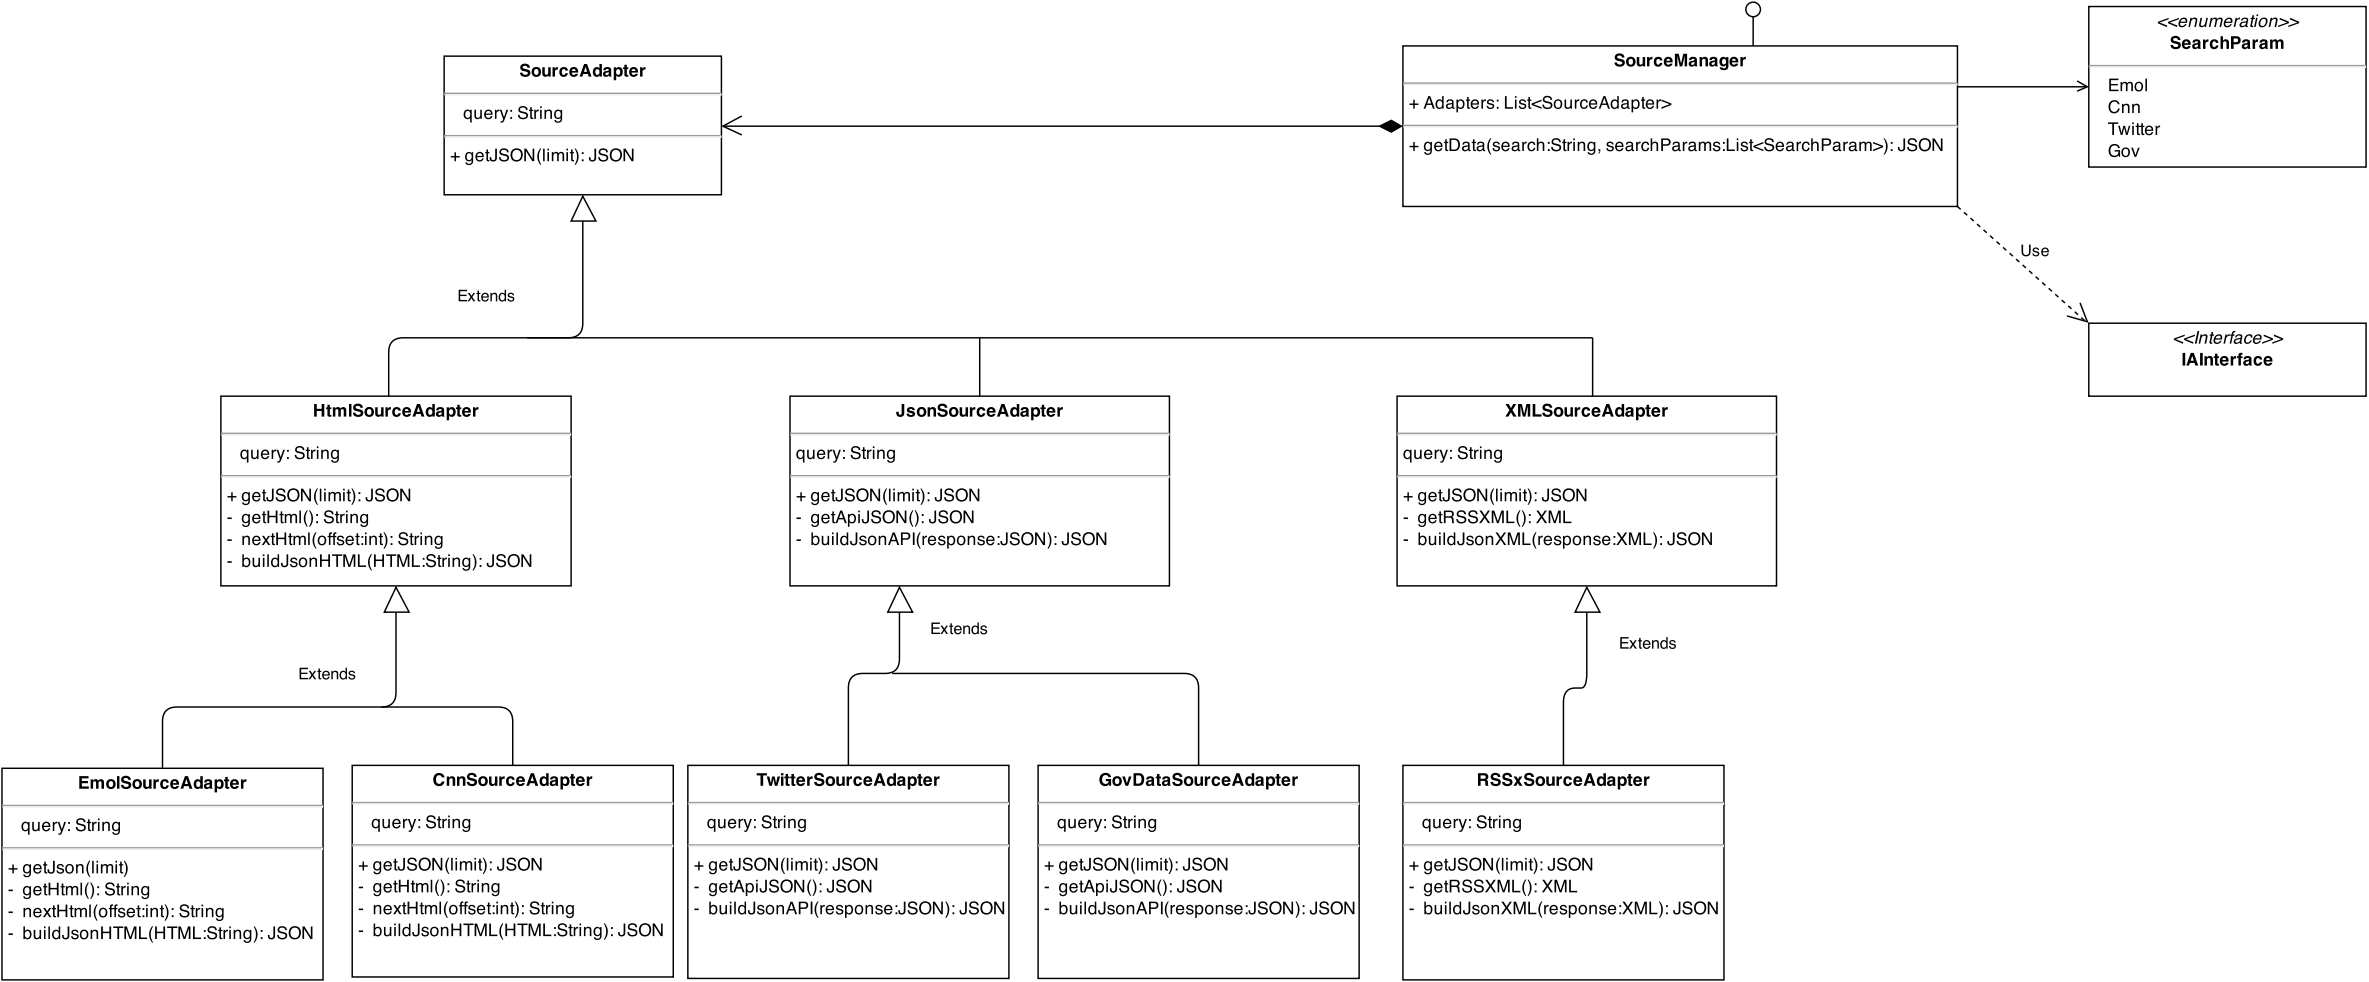 SourceAdapter
query: String
+ getJSON(limit): JSON
SourceManager
+ Adapters: List<SourceAdapter>
+ getData(search:String, searchParams:List<SearchParam>): JSON
<<enumeration>>
SearchParam
Emol
Cnn
Twitter
Gov
Use
<<Interface>>
IAInterface
Extends
HtmlSourceAdapter
query: String
+ getJSON(limit): JSON
- getHtml(): String
- nextHtml(offset:int): String
- buildJsonHTML(HTML:String): JSON
JsonSourceAdapter
query: String
+ getJSON(limit): JSON
- getApiJSON(): JSON
- buildJsonAPI(response:JSON): JSON
XMLSourceAdapter
query: String
+ getJSON(limit): JSON
- getRSSXML(): XML
- buildJsonXML(response:XML): JSON
Extends
Extends
Extends
EmolSourceAdapter
query: String
+ getJson(limit)
- getHtml(): String
- nextHtml(offset:int): String
- buildJsonHTML(HTML:String): JSON
CnnSourceAdapter
query: String
+ getJSON(limit): JSON
- getHtml(): String
- nextHtml(offset:int): String
- buildJsonHTML(HTML:String): JSON
TwitterSourceAdapter
query: String
+ getJSON(limit): JSON
- getApiJSON(): JSON
- buildJsonAPI(response:JSON): JSON
GovDataSourceAdapter
query: String
+ getJSON(limit): JSON
- getApiJSON(): JSON
- buildJsonAPI(response:JSON): JSON
RSSxSourceAdapter
query: String
+ getJSON(limit): JSON
- getRSSXML(): XML
- buildJsonXML(response:XML): JSON